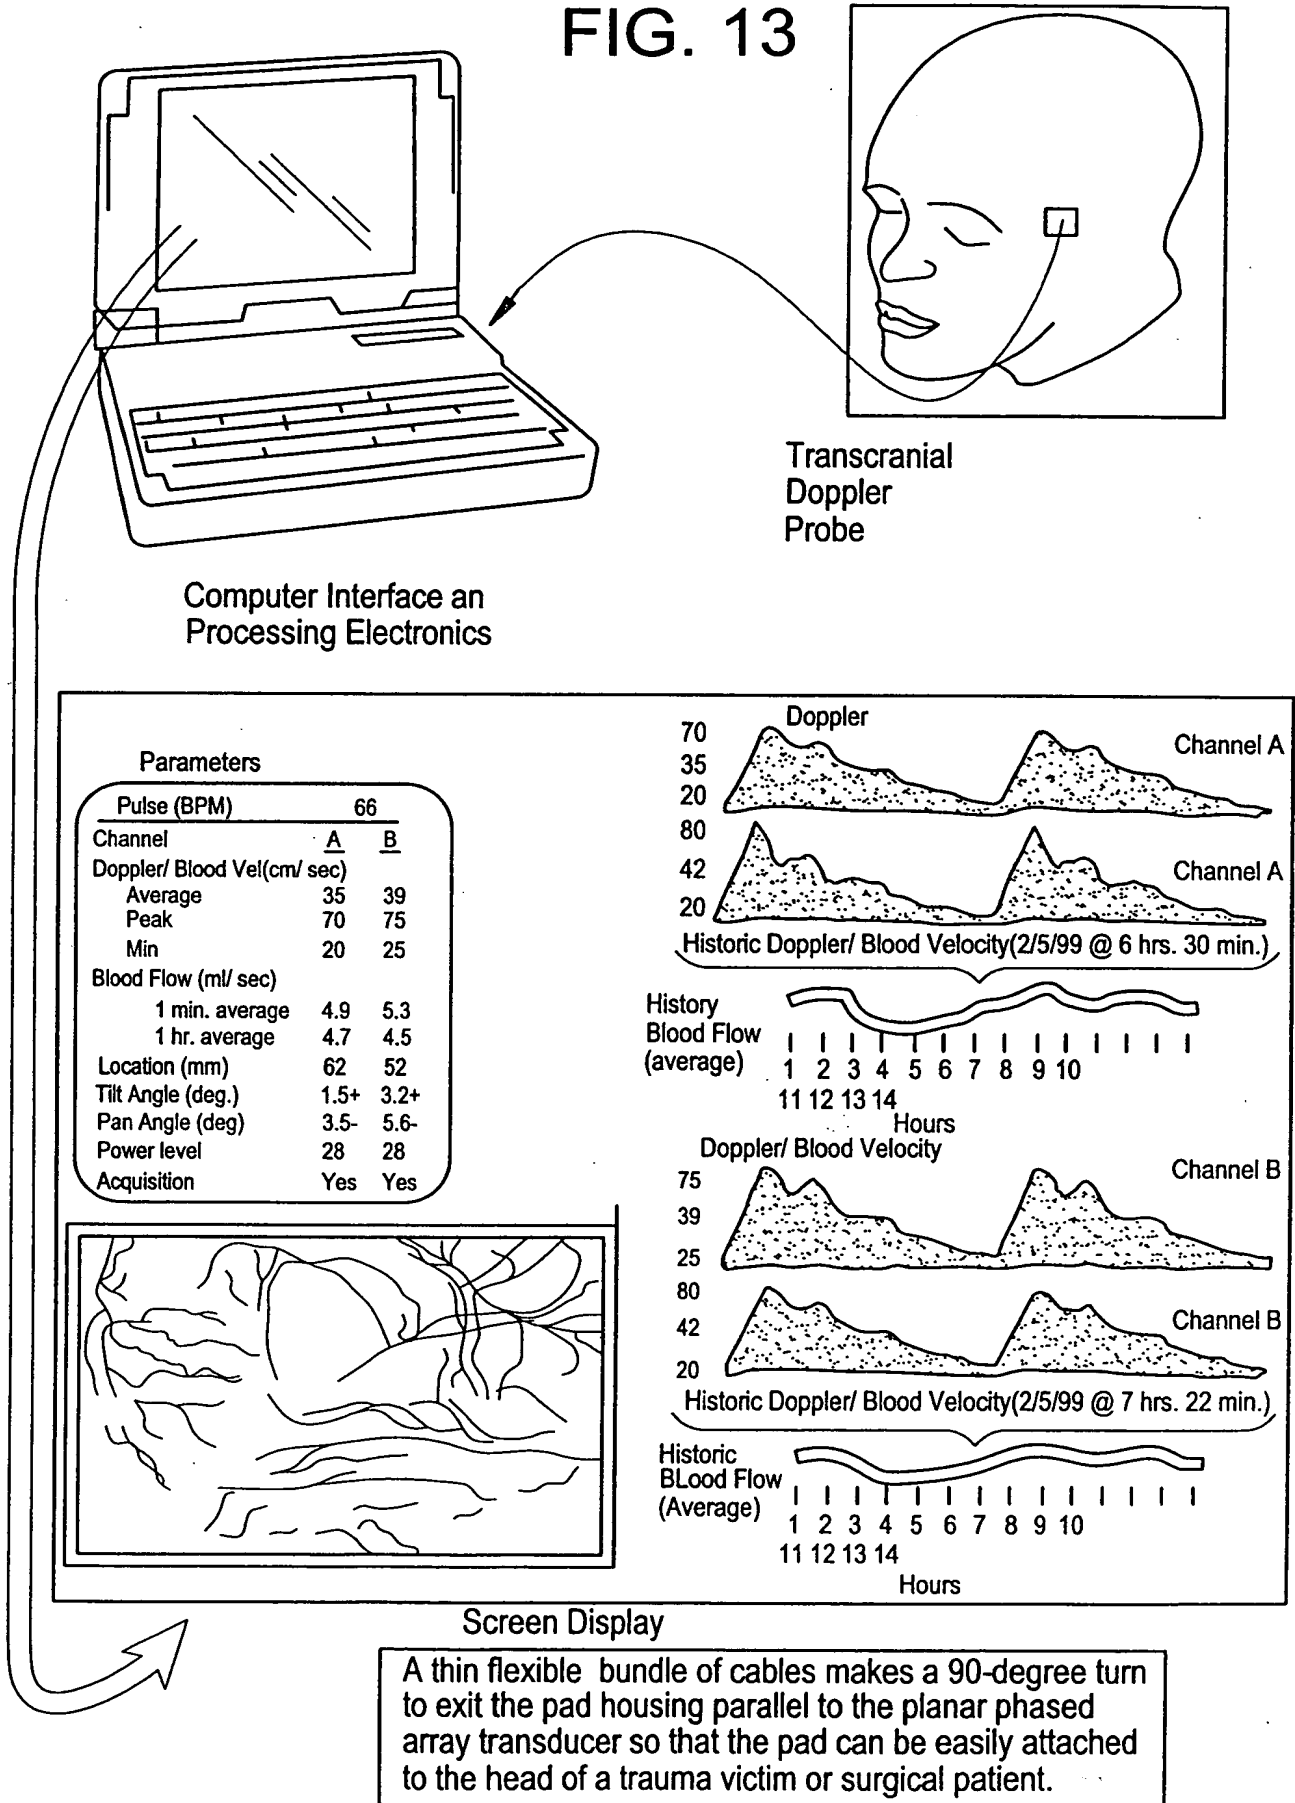 FIG. 13
Transcranial
Doppler
Probe
Computer Interface an
Processing Electronics
Parameters
Pulse (BPM) 66
Channel A B
Doppler/ Blood Vel(cm/ sec)
Average 35 39
Peak 70 75
Min 20 25
Blood Flow (ml/ sec)
1 min. average 4.9 5.3
1 hr. average 4.7 4.5
Location (mm) 62 52
Tilt Angle (deg.) 1.5+ 3.2+
Pan Angle (deg) 3.5- 5.6-
Power level 28 28
Acquisition Yes Yes
Doppler
70
35
20
Channel A
80
42
20
Channel A
Historic Doppler/ Blood Velocity(2/5/99 @ 6 hrs. 30 min.)
History
Blood Flow
(average)
1 2 3 4 5 6 7 8 9 10
11 12 13 14
Hours
Doppler/ Blood Velocity
75
39
25
Channel B
80
42
20
Channel B
Historic Doppler/ Blood Velocity(2/5/99 @ 7 hrs. 22 min.)
Historic
BLood Flow
(Average)
1 2 3 4 5 6 7 8 9 10
11 12 13 14
Hours
Screen Display
A thin flexible bundle of cables makes a 90-degree turn
to exit the pad housing parallel to the planar phased
array transducer so that the pad can be easily attached
to the head of a trauma victim or surgical patient.